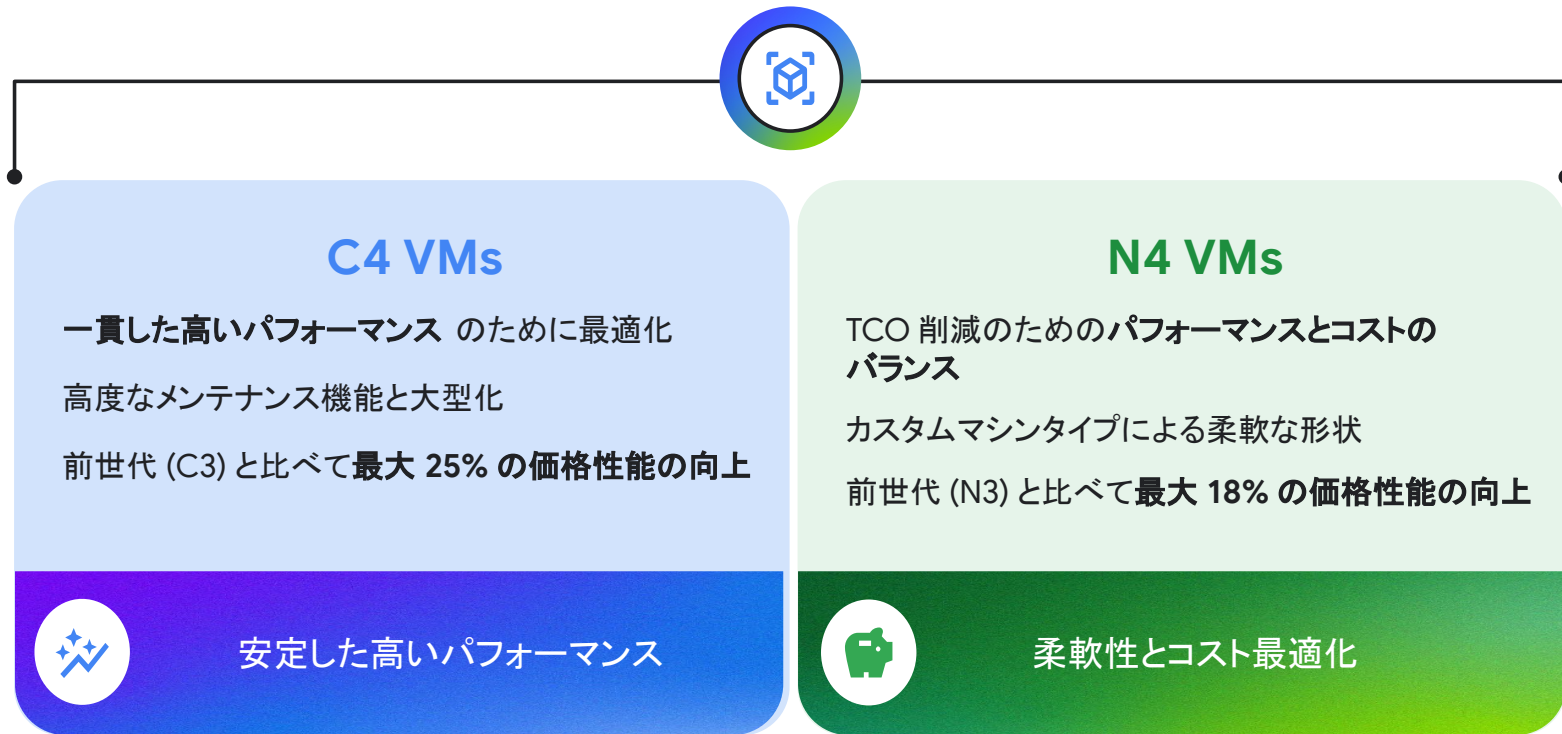 C4 VMs
一貫した高いパフォーマンス のために最適化
高度なメンテナンス機能と大型化
前世代 (C3) と比べて最大 25% の価格性能の向上
安定した高いパフォーマンス
N4 VMs
TCO 削減のためのパフォーマンスとコストの
バランス
カスタムマシンタイプによる柔軟な形状
前世代 (N3) と比べて最大 18% の価格性能の向上
柔軟性とコスト最適化